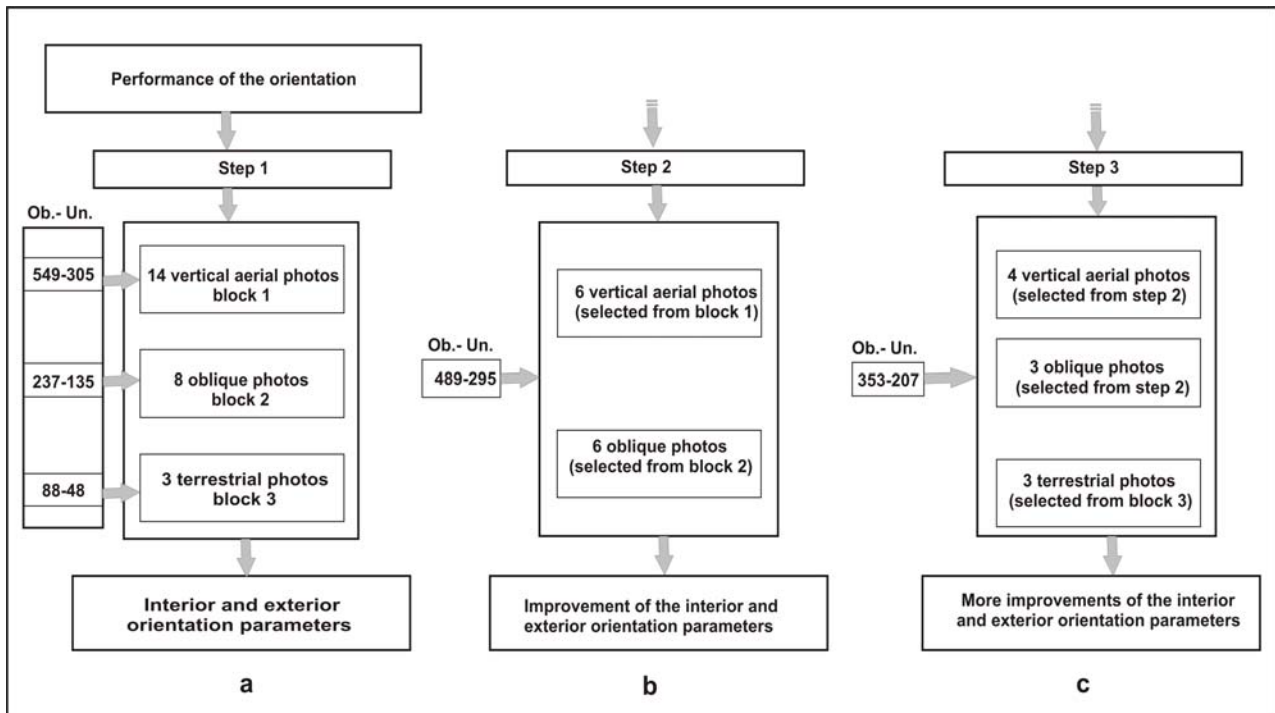 Performance of the orientation
Step 1
Ob.- Un.
549-305
14 vertical aerial photos
block 1
237-135
8 oblique photos
block 2
88-48
3 terrestrial photos
block 3
Interior and exterior
orientation parameters
a
Step 2
6 vertical aerial photos
(selected from block 1)
Ob.- Un.
489-295
6 oblique photos
(selected from block 2)
Improvement of the interior and
exterior orientation parameters
b
Step 3
4 vertical aerial photos
(selected from step 2)
Ob.- Un.
353-207
3 oblique photos
(selected from step 2)
3 terrestrial photos
(selected from block 3)
More improvements of the interior
and exterior orientation parameters
c